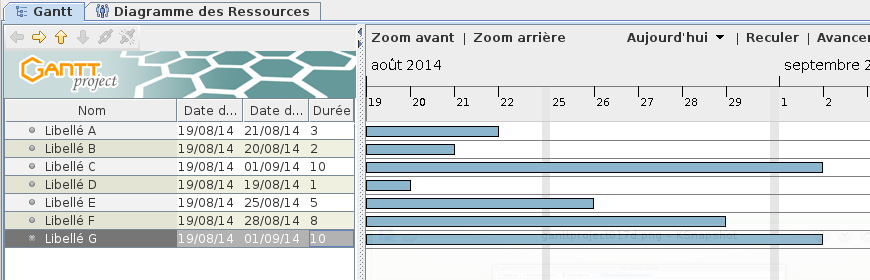 Gantt Diagramme des Ressources
Zoom avant | Zoom arrière Aujourd'hui | Reculer | Avancer
GANTT project
août 2014 septembre 2
Nom Date d... Date d... Durée
19 20 21 22 25 26 27 28 29 1 2
Libellé A 19/08/14 21/08/14 3
Libellé B 19/08/14 20/08/14 2
Libellé C 19/08/14 01/09/14 10
Libellé D 19/08/14 19/08/14 1
Libellé E 19/08/14 25/08/14 5
Libellé F 19/08/14 28/08/14 8
Libellé G 19/08/14 01/09/14 10